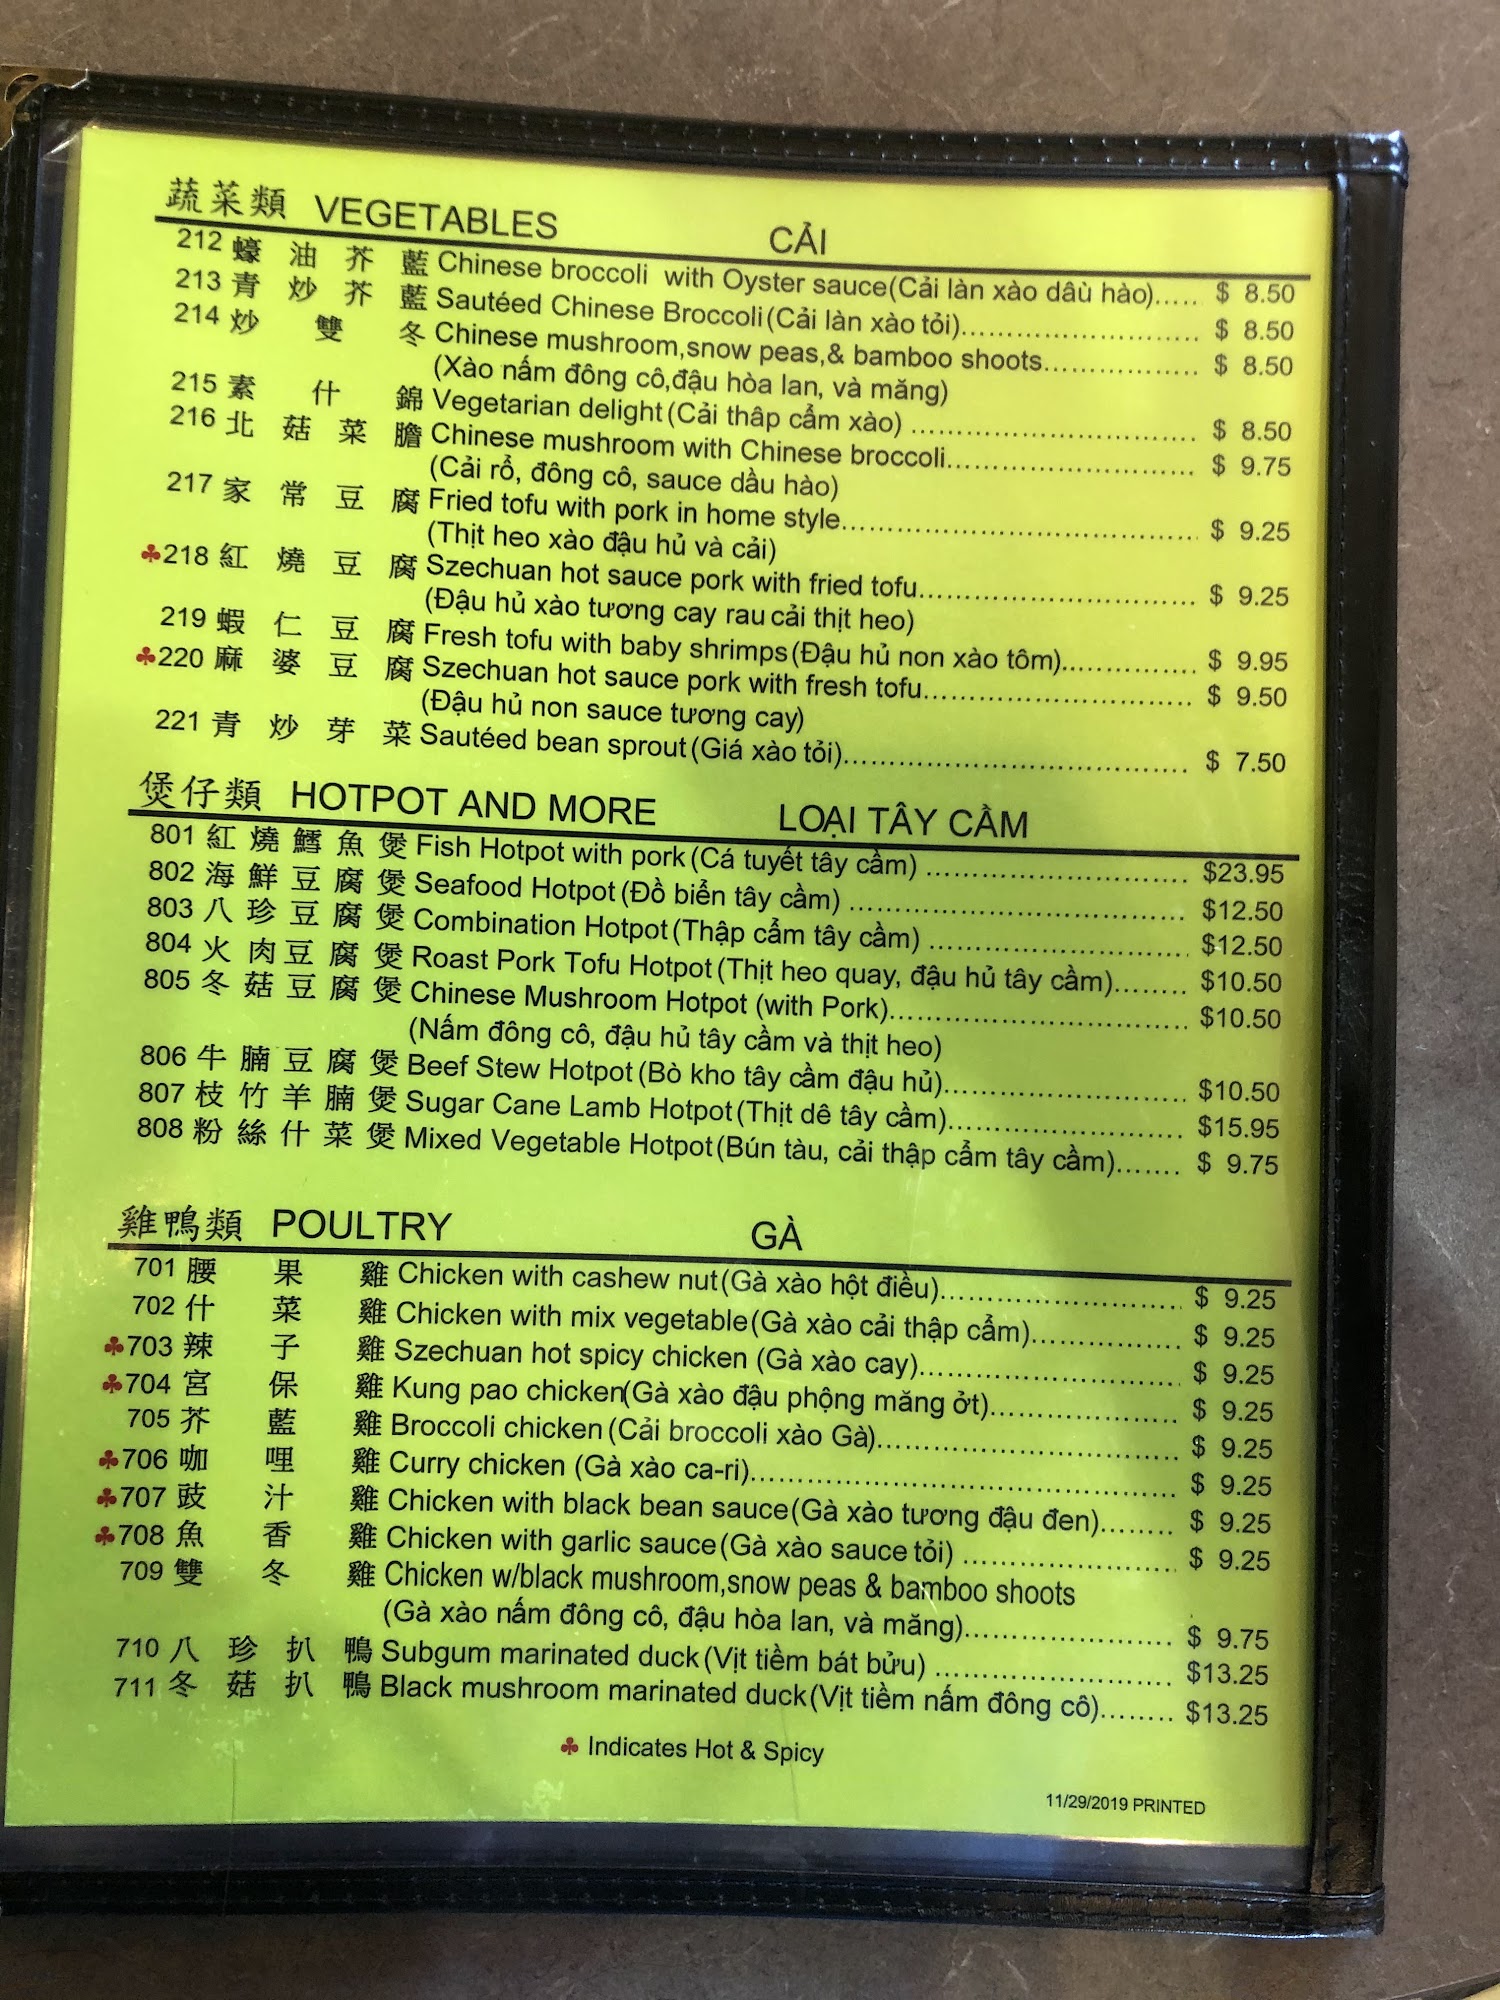 蔬菜類 VEGETABLES CẢI
212 蠔油芥藍 Chinese broccoli with Oyster sauce(Cải làn xào dâù hào)...... $ 8.50
213 青炒芥藍 Sautéed Chinese Broccoli(Cải làn xào tỏi).............................. $ 8.50
214 炒雙冬 Chinese mushroom,snow peas,& bamboo shoots................... $ 8.50
(Xào nấm đông cô,đậu hòa lan, và măng)
215 素什錦 Vegetarian delight(Cải thâp cẩm xào) .................................... $ 8.50
216 北菇菜膽 Chinese mushroom with Chinese broccoli............................... $ 9.75
(Cải rổ, đông cô, sauce dầu hào)
217 家常豆腐 Fried tofu with pork in home style............................................. $ 9.25
(Thịt heo xào đậu hủ và cải)
♣218 紅燒豆腐 Szechuan hot sauce pork with fried tofu................................... $ 9.25
(Đậu hủ xào tương cay rau cải thịt heo)
219 蝦仁豆腐 Fresh tofu with baby shrimps(Đậu hủ non xào tôm)................. $ 9.95
♣220 麻婆豆腐 Szechuan hot sauce pork with fresh tofu.................................. $ 9.50
(Đậu hủ non sauce tương cay)
221 青炒芽菜 Sautéed bean sprout(Giá xào tỏi)........................................... $ 7.50
煲仔類 HOTPOT AND MORE LOẠI TÂY CẦM
801 紅燒鱈魚煲 Fish Hotpot with pork(Cá tuyết tây cầm) ................................ $23.95
802 海鮮豆腐煲 Seafood Hotpot(Đồ biển tây cầm) ......................................... $12.50
803 八珍豆腐煲 Combination Hotpot(Thập cẩm tây cầm) ............................... $12.50
804 火肉豆腐煲 Roast Pork Tofu Hotpot(Thịt heo quay, đậu hủ tây cầm)......... $10.50
805 冬菇豆腐煲 Chinese Mushroom Hotpot (with Pork).................................... $10.50
(Nấm đông cô, đậu hủ tây cầm và thịt heo)
806 牛腩豆腐煲 Beef Stew Hotpot(Bò kho tây cầm đậu hủ).............................. $10.50
807 枝竹羊腩煲 Sugar Cane Lamb Hotpot(Thịt dê tây cầm)............................. $15.95
808 粉絲什菜煲 Mixed Vegetable Hotpot(Bún tàu, cải thập cẩm tây cầm)....... $ 9.75
雞鴨類 POULTRY GÀ
701 腰果雞 Chicken with cashew nut(Gà xào hột điều)............................. $ 9.25
702 什菜雞 Chicken with mix vegetable(Gà xào cải thập cẩm).................. $ 9.25
♣703 辣子雞 Szechuan hot spicy chicken (Gà xào cay)................................ $ 9.25
♣704 宮保雞 Kung pao chicken(Gà xào đậu phộng măng ởt)....................... $ 9.25
705 芥藍雞 Broccoli chicken(Cải broccoli xào Gà)..................................... $ 9.25
♣706 咖哩雞 Curry chicken (Gà xào ca-ri)................................................... $ 9.25
♣707 豉汁雞 Chicken with black bean sauce(Gà xào tương đậu đen)......... $ 9.25
♣708 魚香雞 Chicken with garlic sauce(Gà xào sauce tỏi) .......................... $ 9.25
709 雙冬雞 Chicken w/black mushroom,snow peas & bamboo shoots
(Gà xào nấm đông cô, đậu hòa lan, và măng).......................... $ 9.75
710 八珍扒鴨 Subgum marinated duck(Vịt tiềm bát bửu) ............................. $13.25
711 冬菇扒鴨 Black mushroom marinated duck(Vịt tiềm nấm đông cô)......... $13.25
♣ Indicates Hot & Spicy
11/29/2019 PRINTED